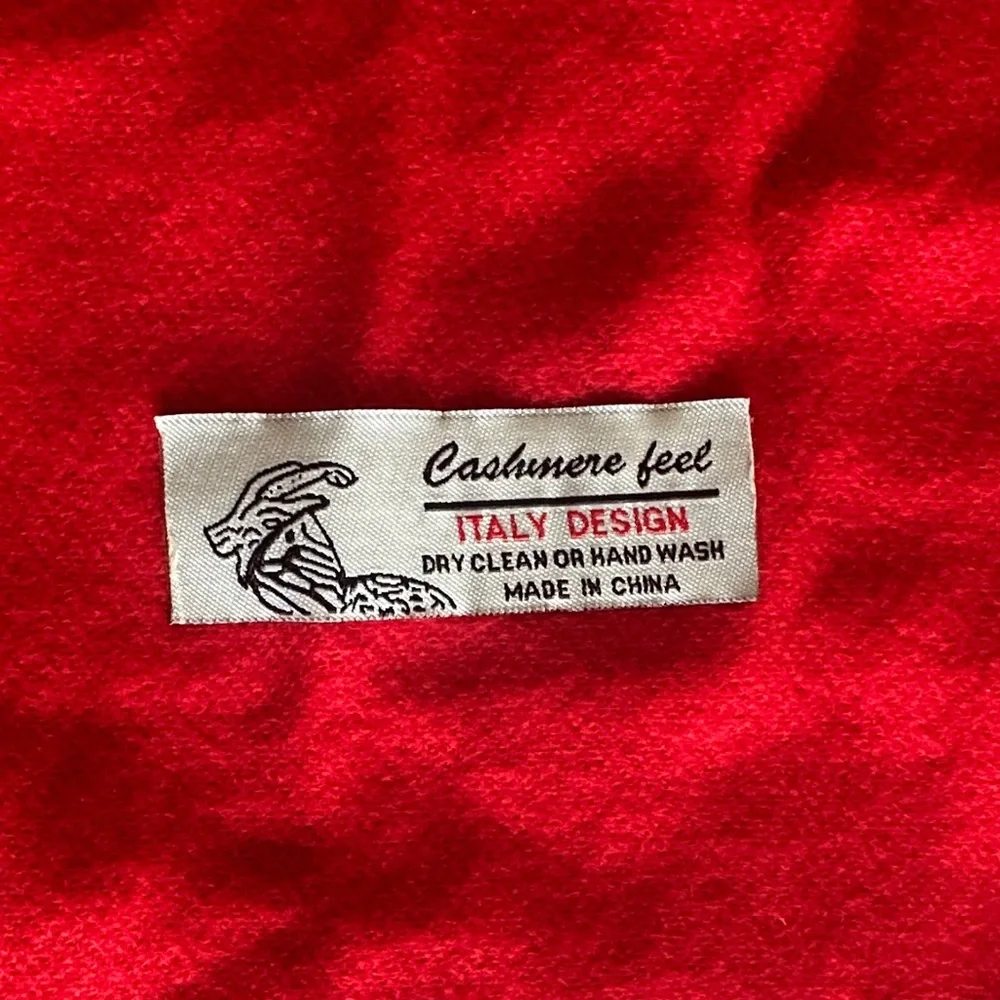 Cashmere feel
ITALY DESIGN
DRY CLEAN OR HAND WASH
MADE IN CHINA